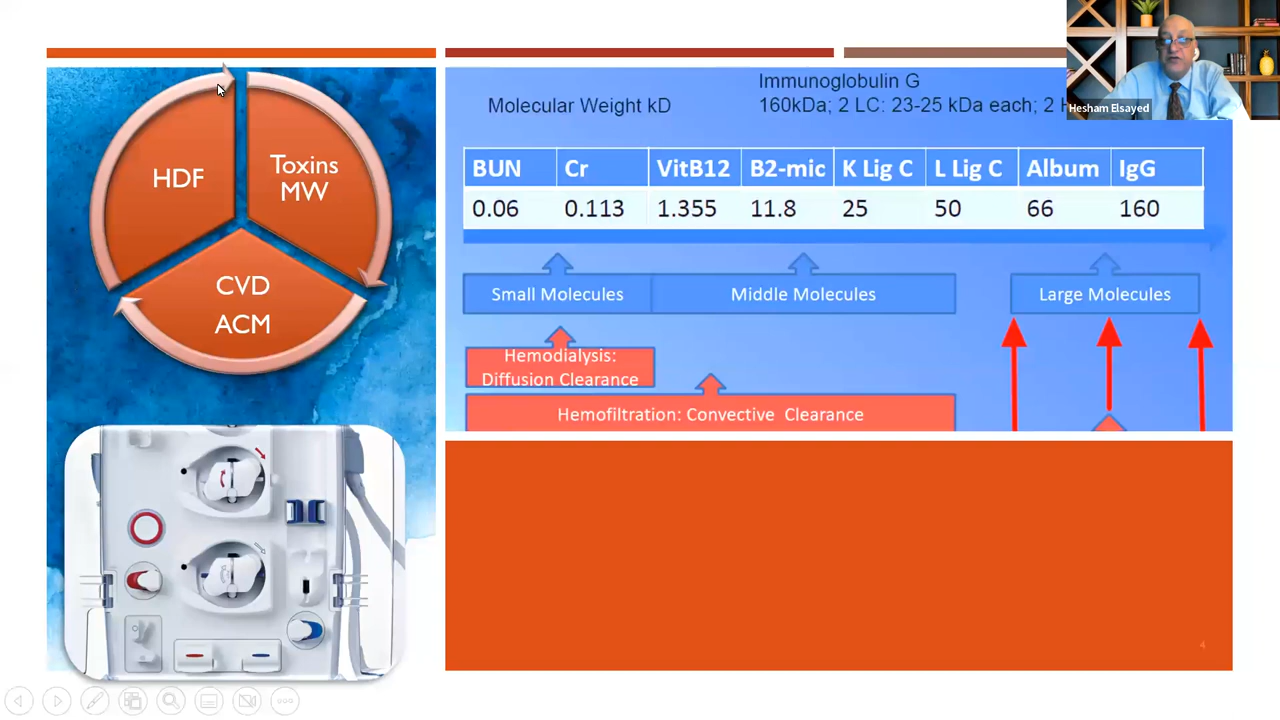 HDF
Toxins
MW
CVD
ACM
Immunoglobulin G
Molecular Weight kD
160kDa; 2 LC: 23-25 kDa each; 2
Hesham Elsayed
BUN Cr VitB12 B2-mic K Lig C L Lig C Album IgG
0.06 0.113 1.355 11.8 25 50 66 160
Small Molecules
Middle Molecules
Large Molecules
Hemodialysis:
Diffusion Clearance
Hemofiltration: Convective Clearance
4